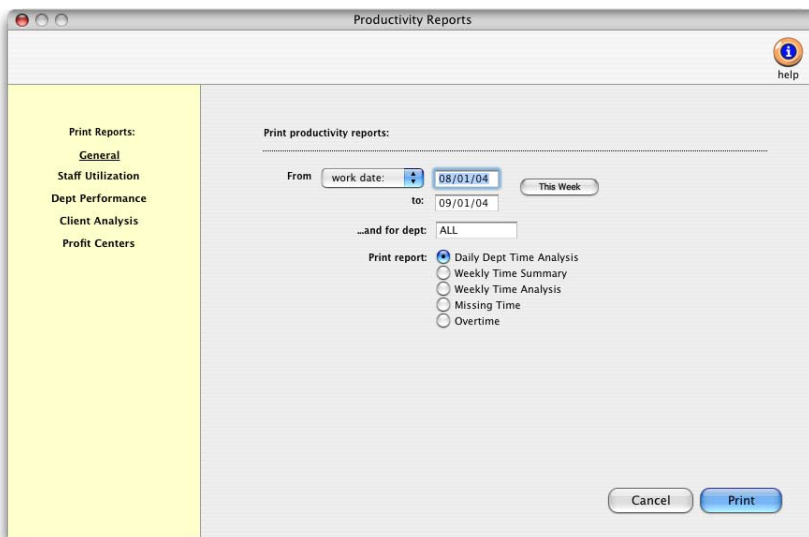 Productivity Reports
help
Print Reports:
General
Staff Utilization
Dept Performance
Client Analysis
Profit Centers
Print productivity reports:
From work date: 08/01/04 This Week
to: 09/01/04
...and for dept: ALL
Print report: Daily Dept Time Analysis
Weekly Time Summary
Weekly Time Analysis
Missing Time
Overtime
Cancel Print